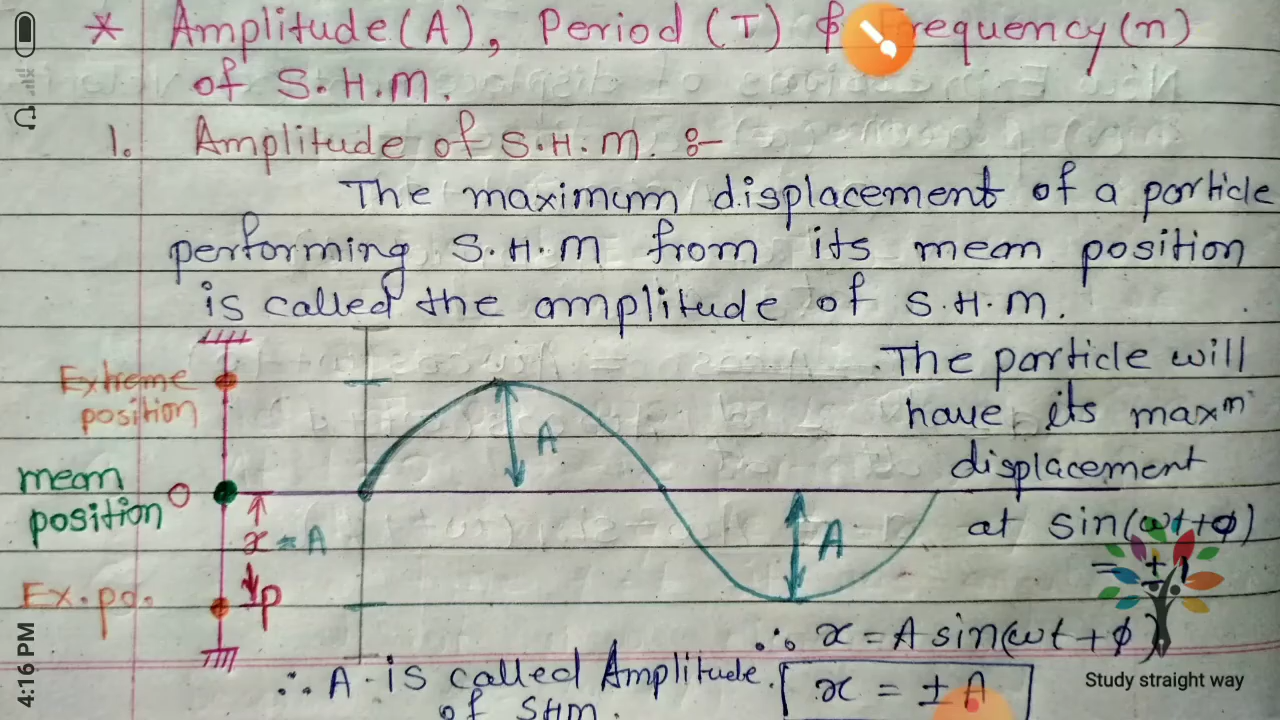 * Amplitude (A), Period (T) & Frequency (n)
of S.H.M.
1. Amplitude of S.H.M. :-
The maximum displacement of a particle
performing S.H.M from its mean position
is called the amplitude of S.H.M.
Extreme
position
mean
position
O
x = A
P
Ex. po.
A
A
The particle will
have its maxm
displacement
at sin(ωt+φ)
= ±1
∴ x = A sin(ωt + φ)
x = ± A
∴ A is called Amplitude.
of SHM.
4:16 PM
Study straight way